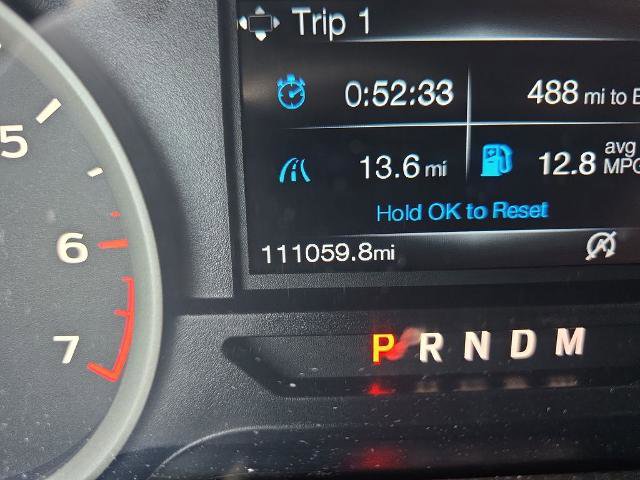 Trip 1
0:52:33
488 mi to E
13.6 mi
12.8 avg MPG
Hold OK to Reset
111059.8mi
5
6
7
P R N D M